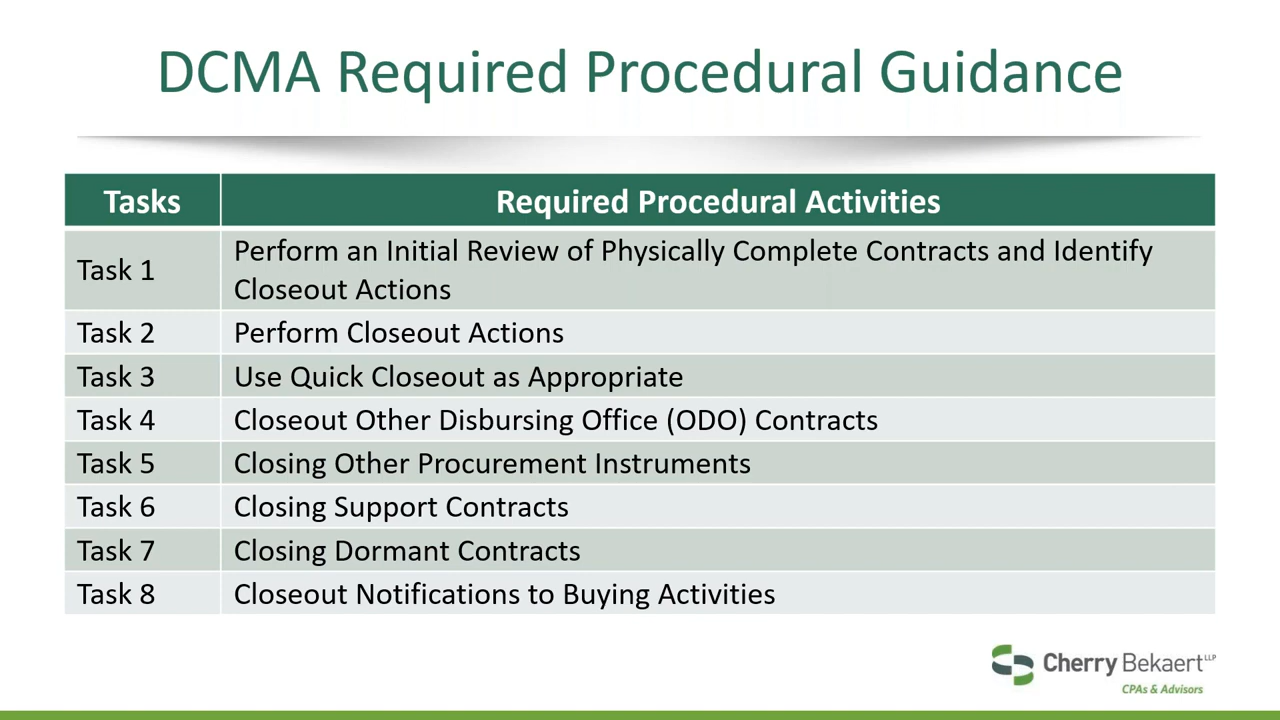 DCMA Required Procedural Guidance
Tasks Required Procedural Activities
Task 1 Perform an Initial Review of Physically Complete Contracts and Identify
Closeout Actions
Task 2 Perform Closeout Actions
Task 3 Use Quick Closeout as Appropriate
Task 4 Closeout Other Disbursing Office (ODO) Contracts
Task 5 Closing Other Procurement Instruments
Task 6 Closing Support Contracts
Task 7 Closing Dormant Contracts
Task 8 Closeout Notifications to Buying Activities
Cherry Bekaert LLP
CPAs & Advisors